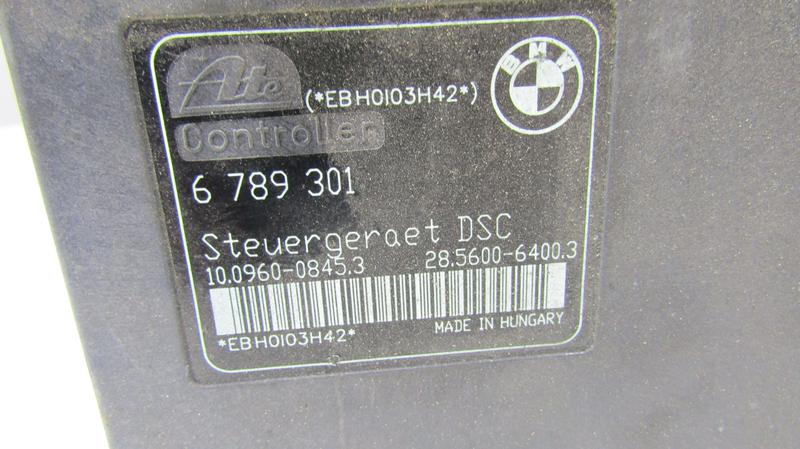 Ate
(*EBH0103H42*)
BMW
Controller
6 789 301
Steuergeraet DSC
10.0960-0845.3 28.5600-6400.3
*EBH0103H42* MADE IN HUNGARY